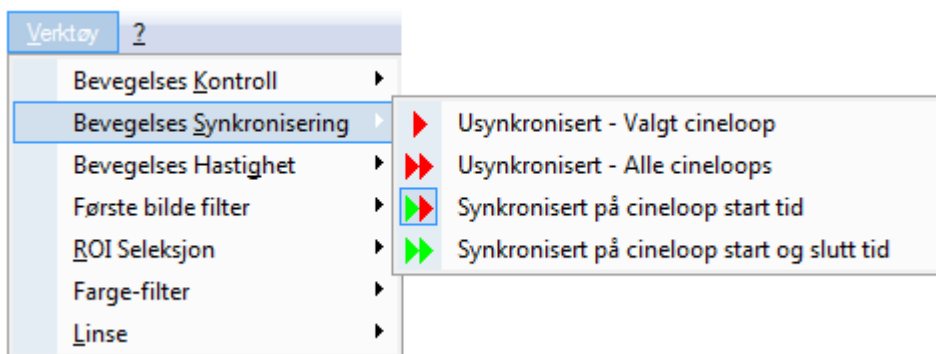 Verktøy ?
Bevegelses Kontroll
Bevegelses Synkronisering
Usynkronisert - Valgt cineloop
Bevegelses Hastighet
Usynkronisert - Alle cineloops
Første bilde filter
Synkronisert på cineloop start tid
ROI Seleksjon
Synkronisert på cineloop start og slutt tid
Farge-filter
Linse